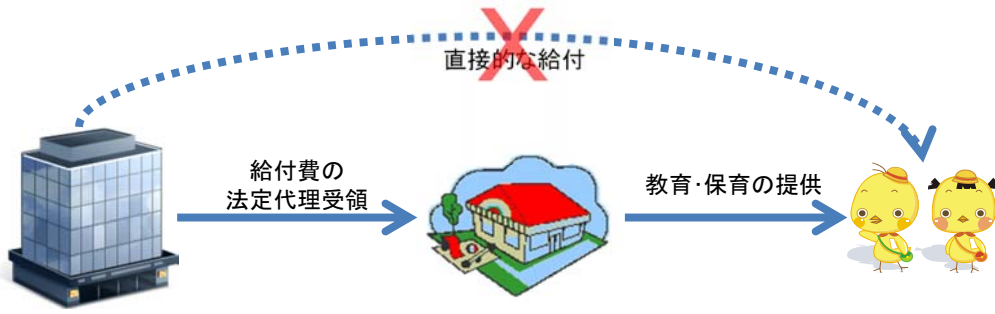 直接的な給付
給付費の
法定代理受領
教育・保育の提供